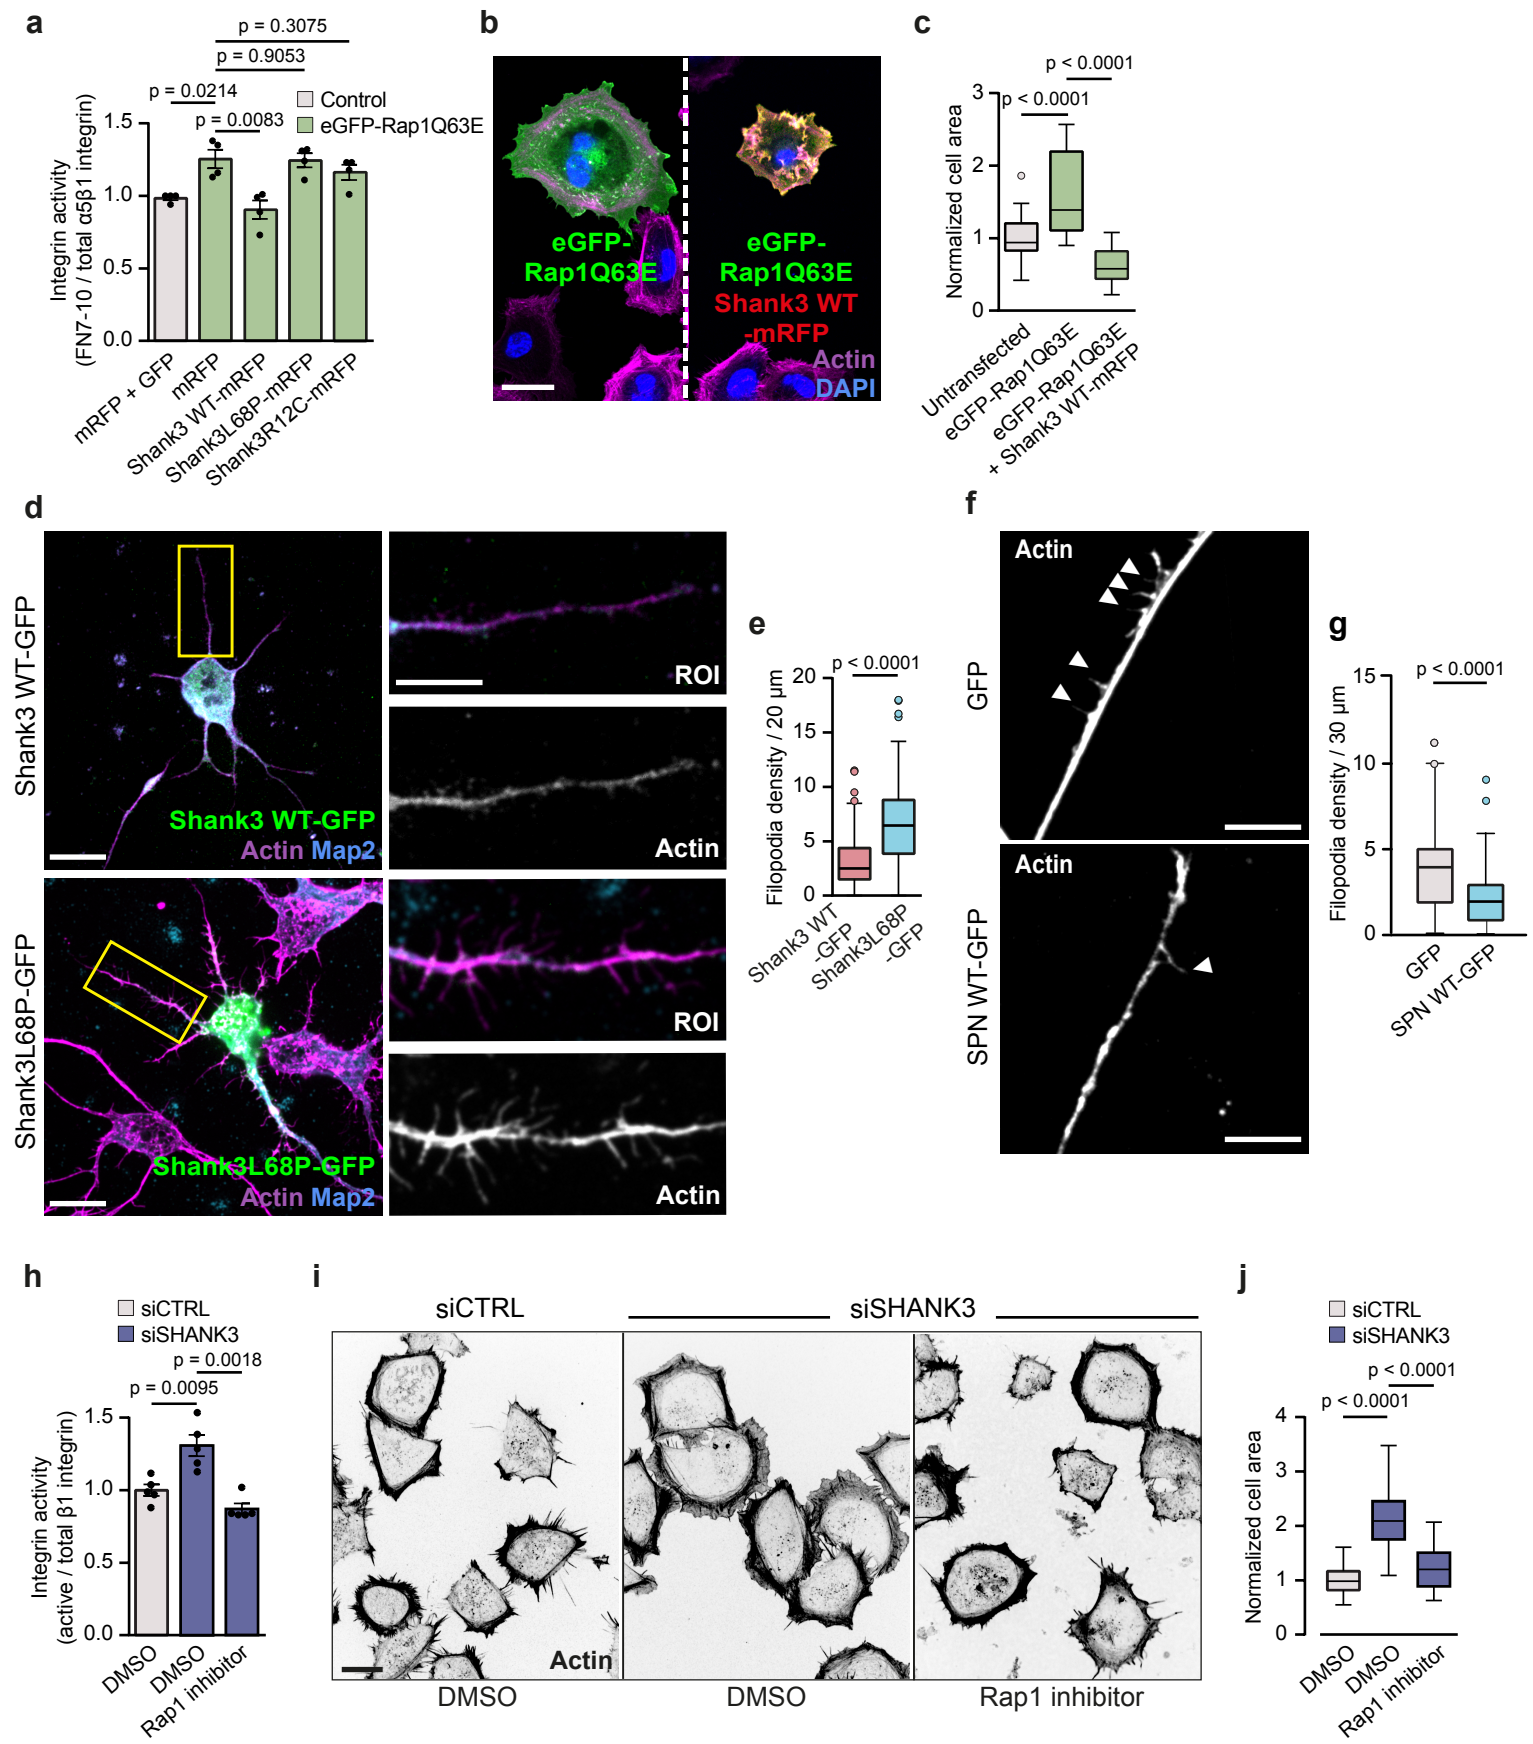 a
p = 0.3075
p = 0.9053
p = 0.0214
p = 0.0083
Control
eGFP-Rap1Q63E
Integrin activity
(FN7-10 / total α5β1 integrin)
1.5
1.0
0.5
0.0
mRFP + GFP
mRFP
Shank3 WT-mRFP
Shank3L68P-mRFP
Shank3R12C-mRFP
b
eGFP-
Rap1Q63E
eGFP-
Rap1Q63E
Shank3 WT
-mRFP
Actin
DAPI
c
p < 0.0001
p < 0.0001
Normalized cell area
3
2
1
0
Untransfected
eGFP-Rap1Q63E
eGFP-Rap1Q63E
+ Shank3 WT-mRFP
d
Shank3 WT-GFP
Shank3 WT-GFP
Actin Map2
ROI
Actin
Shank3L68P-GFP
Shank3L68P-GFP
Actin Map2
ROI
Actin
e
p < 0.0001
Filopodia density / 20 µm
20
15
10
5
0
Shank3 WT
-GFP
Shank3L68P
-GFP
f
Actin
GFP
Actin
SPN WT-GFP
g
p < 0.0001
Filopodia density / 30 µm
15
10
5
0
GFP
SPN WT-GFP
h
siCTRL
siSHANK3
p = 0.0018
p = 0.0095
Integrin activity
(active / total β1 integrin)
1.5
1.0
0.5
0.0
DMSO
DMSO
Rap1 inhibitor
i
siCTRL
siSHANK3
Actin
DMSO
DMSO
Rap1 inhibitor
j
siCTRL
siSHANK3
p < 0.0001
p < 0.0001
Normalized cell area
4
3
2
1
0
DMSO
DMSO
Rap1 inhibitor